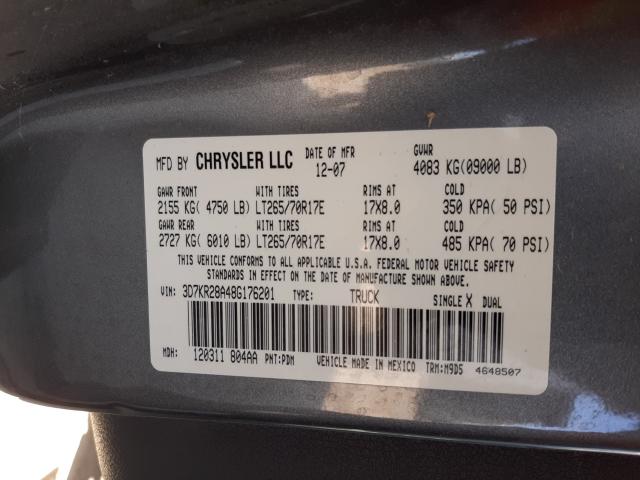 MFD BY CHRYSLER LLC DATE OF MFR GVWR
12-07 4083 KG(09000 LB)
GAWR FRONT WITH TIRES RIMS AT COLD
2155 KG( 4750 LB) LT265/70R17E 17X8.0 350 KPA( 50 PSI)
GAWR REAR WITH TIRES RIMS AT COLD
2727 KG( 6010 LB) LT265/70R17E 17X8.0 485 KPA( 70 PSI)
THIS VEHICLE CONFORMS TO ALL APPLICABLE U.S.A. FEDERAL MOTOR VEHICLE SAFETY
STANDARDS IN EFFECT ON THE DATE OF MANUFACTURE SHOWN ABOVE.
VIN: 3D7KR28A48G176201 TYPE: TRUCK SINGLE X DUAL
MDH: 120311 804AA PNT:PDM VEHICLE MADE IN MEXICO TRM:M9D5 4648507